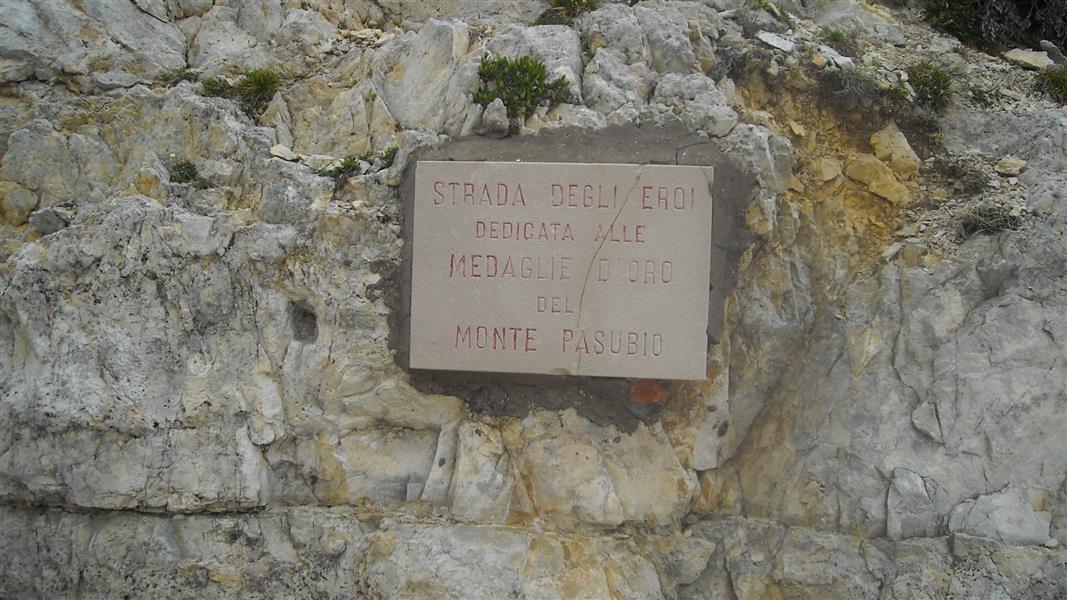 STRADA DEGLI EROI
DEDICATA ALLE
MEDAGLIE D'ORO
DEL
MONTE PASUBIO